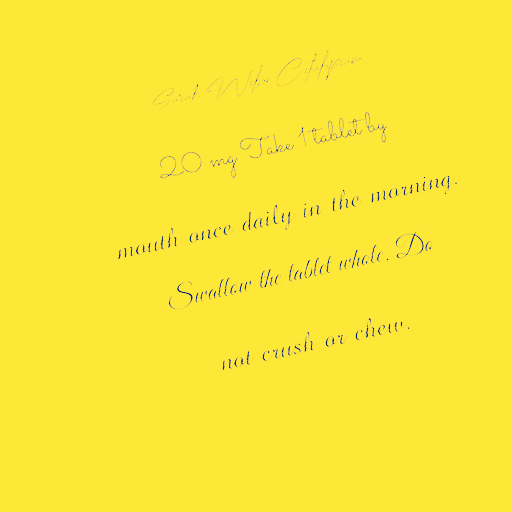 20 mg Take 1 tablet by
mouth once daily in the morning.
Swallow the tablet whole. Do
not crush or chew.